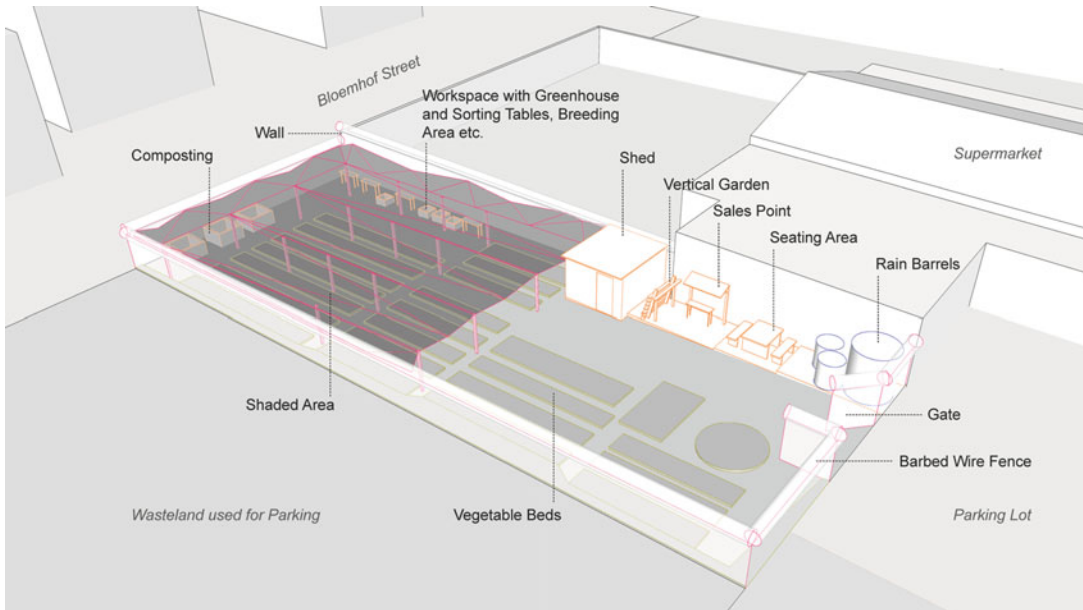 Bloemhof Street
Workspace with Greenhouse
and Sorting Tables, Breeding
Area etc.
Wall
Composting
Shed
Supermarket
Vertical Garden
Sales Point
Seating Area
Rain Barrels
Shaded Area
Gate
Barbed Wire Fence
Wasteland used for Parking
Vegetable Beds
Parking Lot